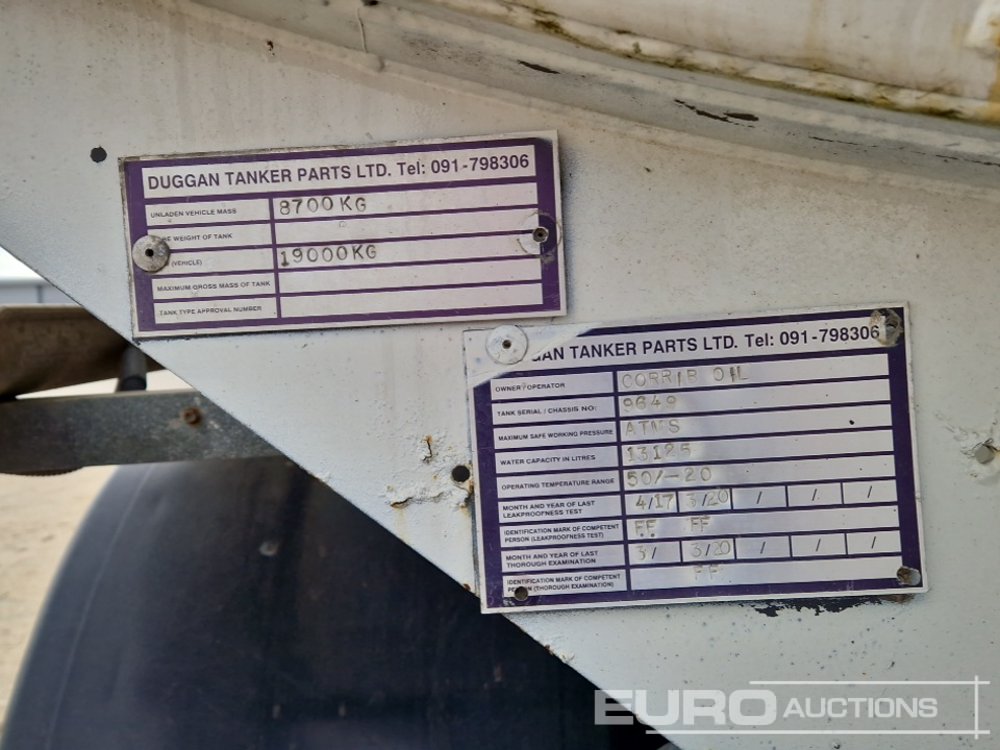 DUGGAN TANKER PARTS LTD. Tel: 091-798306
UNLADEN VEHICLE MASS 8700KG
WEIGHT OF TANK
(VEHICLE) 19000KG
MAXIMUM GROSS MASS OF TANK
TANK TYPE APPROVAL NUMBER
GAN TANKER PARTS LTD. Tel: 091-798306
OWNER/OPERATOR CORRIB OIL
TANK SERIAL / CHASSIS NO: 9649
MAXIMUM SAFE WORKING PRESSURE ATMS
WATER CAPACITY IN LITRES 13125
OPERATING TEMPERATURE RANGE 50/-20
MONTH AND YEAR OF LAST
LEAKPROOFNESS TEST 4/17 3/20 / / /
IDENTIFICATION MARK OF COMPETENT
PERSON (LEAKPROOFNESS TEST) FF FF
MONTH AND YEAR OF LAST
THOROUGH EXAMINATION 3/ 3/20 / / /
IDENTIFICATION MARK OF COMPETENT
PERSON (THOROUGH EXAMINATION) FF
EURO AUCTIONS